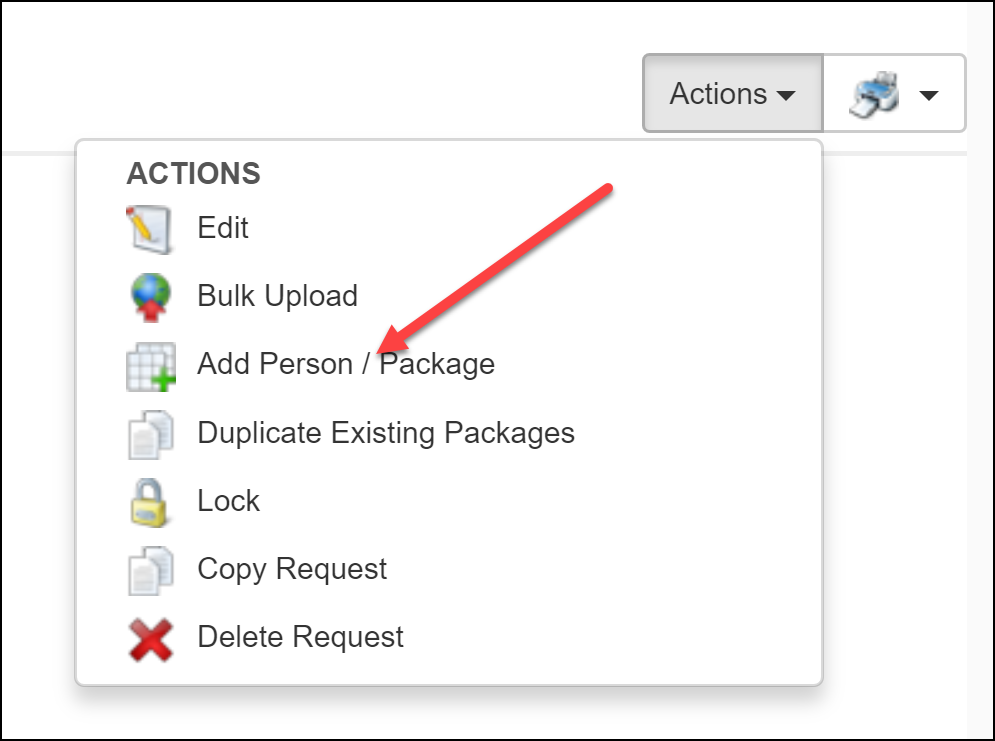 Actions
ACTIONS
Edit
Bulk Upload
Add Person / Package
Duplicate Existing Packages
Lock
Copy Request
Delete Request